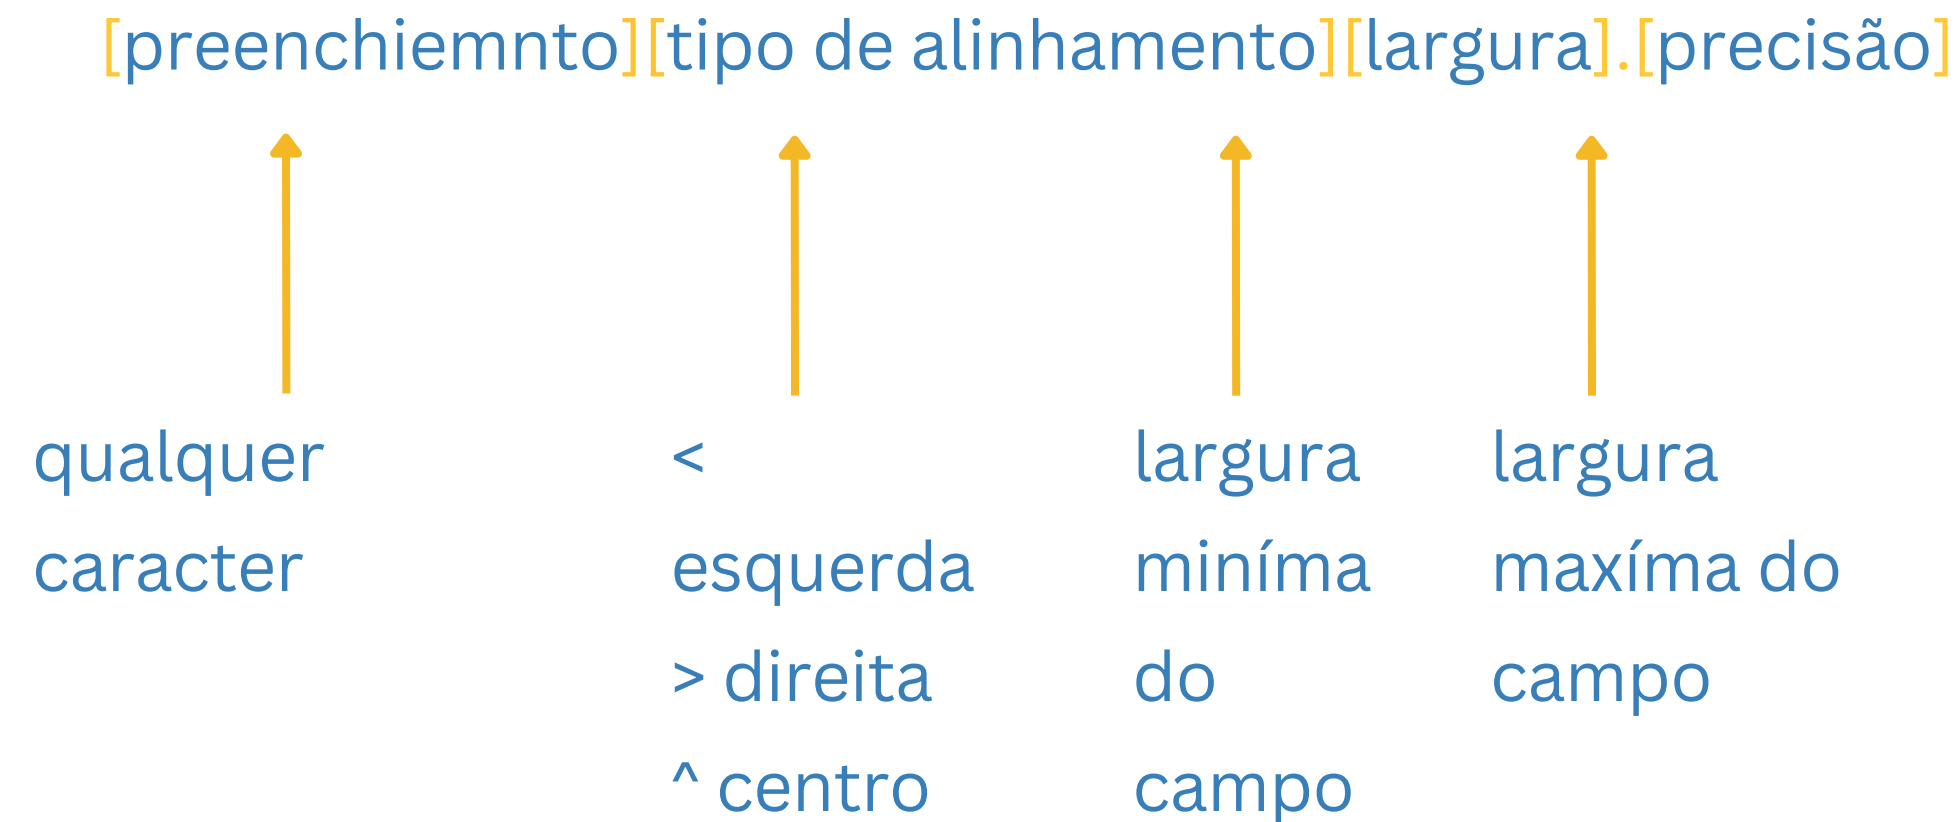 [preenchiemnto][tipo de alinhamento][largura].[precisão]
qualquer
caracter
<
esquerda
> direita
^ centro
largura
miníma
do
campo
largura
maxíma do
campo